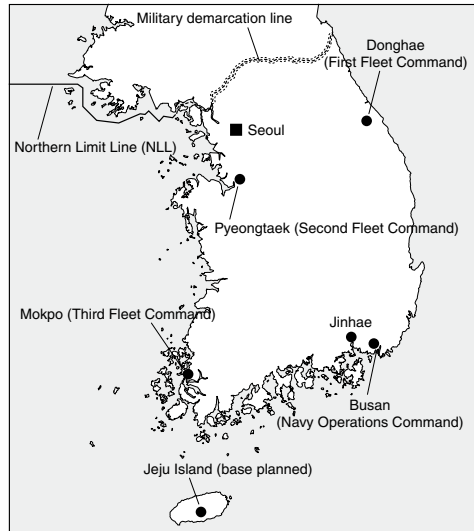 Military demarcation line
Donghae
(First Fleet Command)
Seoul
Northern Limit Line (NLL)
Pyeongtaek (Second Fleet Command)
Mokpo (Third Fleet Command)
Jinhae
Busan
(Navy Operations Command)
Jeju Island (base planned)